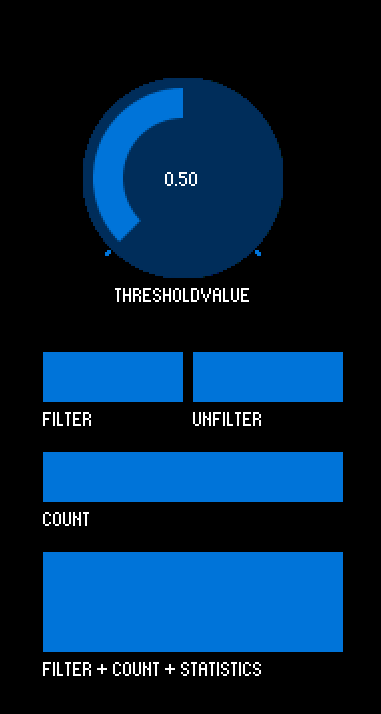 0.50
THRESHOLDVALUE
FILTER UNFILTER
COUNT
FILTER + COUNT + STATISTICS